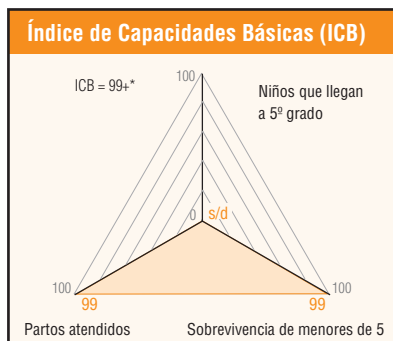 Índice de Capacidades Básicas (ICB)
ICB = 99+*
100
Niños que llegan
a 5º grado
0
s/d
100
100
99
99
Partos atendidos
Sobrevivencia de menores de 5